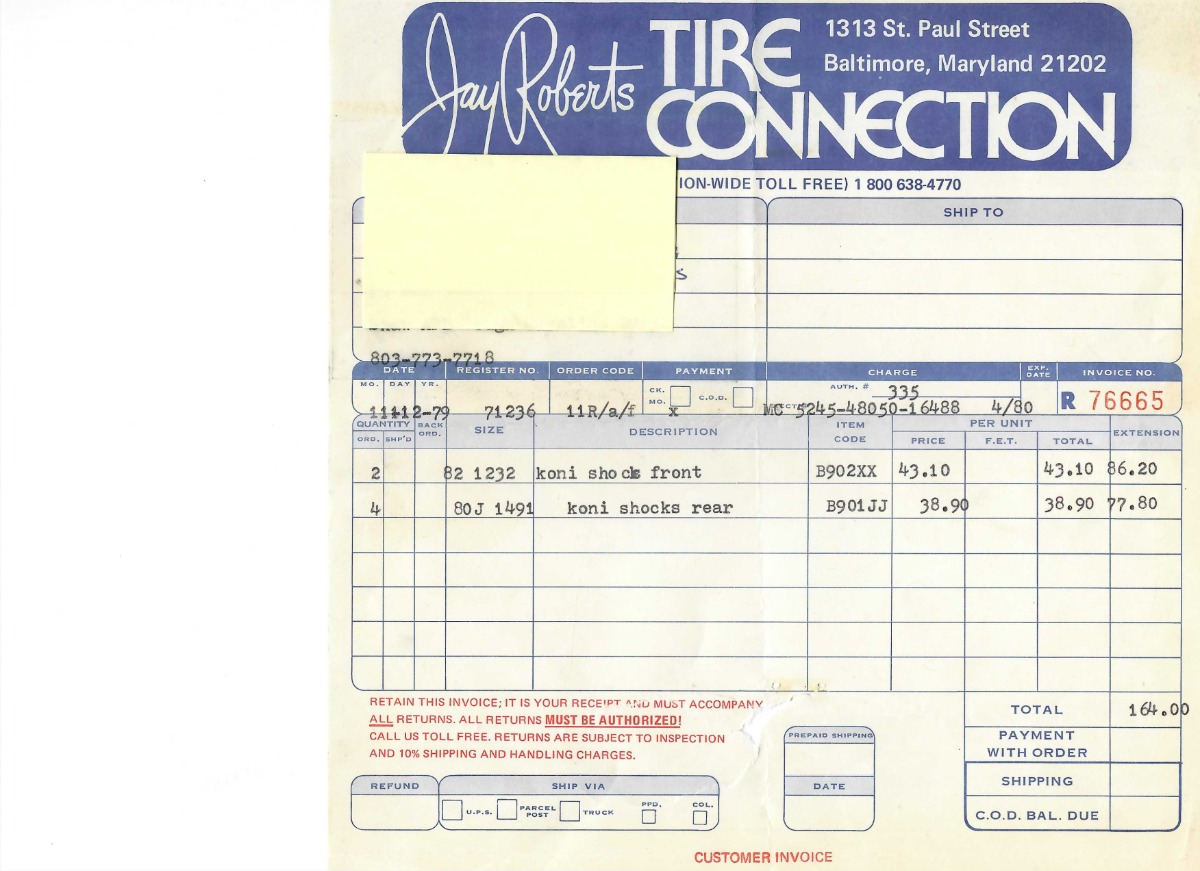 Jay Roberts TIRE CONNECTION
1313 St. Paul Street
Baltimore, Maryland 21202
ION-WIDE TOLL FREE) 1 800 638-4770
SHIP TO
803-773-7718
DATE REGISTER NO. ORDER CODE PAYMENT CHARGE EXP. DATE INVOICE NO.
MO. DAY YR. CK. MO. C.O.D. AUTH. # 335 R 76665
71236 11R/a/f x MC 5245-48050-16488 4/80
QUANTITY BACK ORD. SIZE DESCRIPTION ITEM CODE PER UNIT EXTENSION
ORD. SHP'D PRICE F.E.T. TOTAL
2 82 1232 koni shock front B902XX 43.10 43.10 86.20
4 80J 1491 koni shocks rear B901JJ 38.90 38.90 77.80
RETAIN THIS INVOICE; IT IS YOUR RECEIPT AND MUST ACCOMPANY
ALL RETURNS. ALL RETURNS MUST BE AUTHORIZED!
CALL US TOLL FREE. RETURNS ARE SUBJECT TO INSPECTION
AND 10% SHIPPING AND HANDLING CHARGES.
TOTAL 164.00
PAYMENT WITH ORDER
SHIPPING
C.O.D. BAL. DUE
PREPAID SHIPPING
DATE
REFUND SHIP VIA
U.P.S. PARCEL POST TRUCK PPD. COL.
CUSTOMER INVOICE